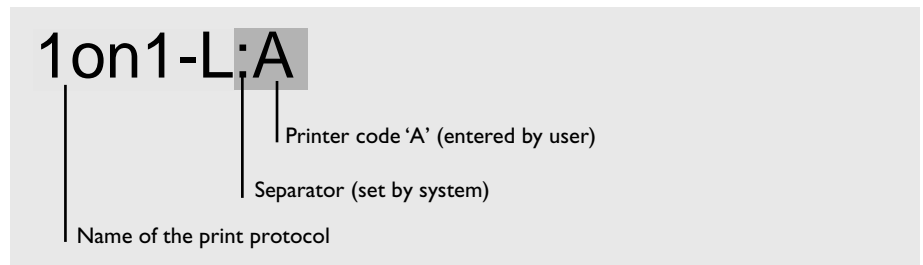 1on1-L:A
Printer code ‘A’ (entered by user)
Separator (set by system)
Name of the print protocol